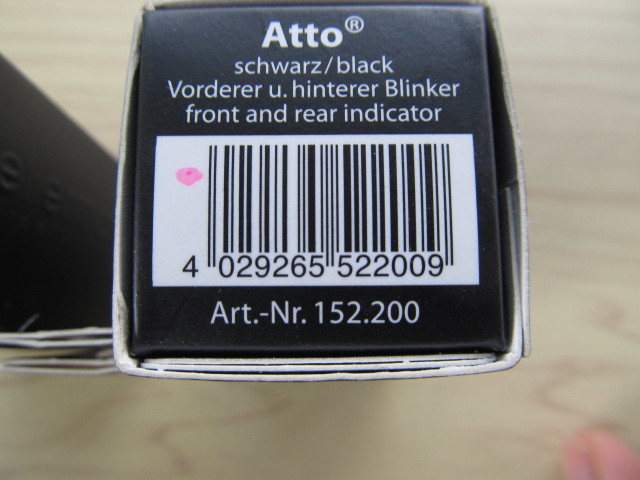 Atto®
schwarz/black
Vorderer u. hinterer Blinker
front and rear indicator
4 029265 522009
Art.-Nr. 152.200